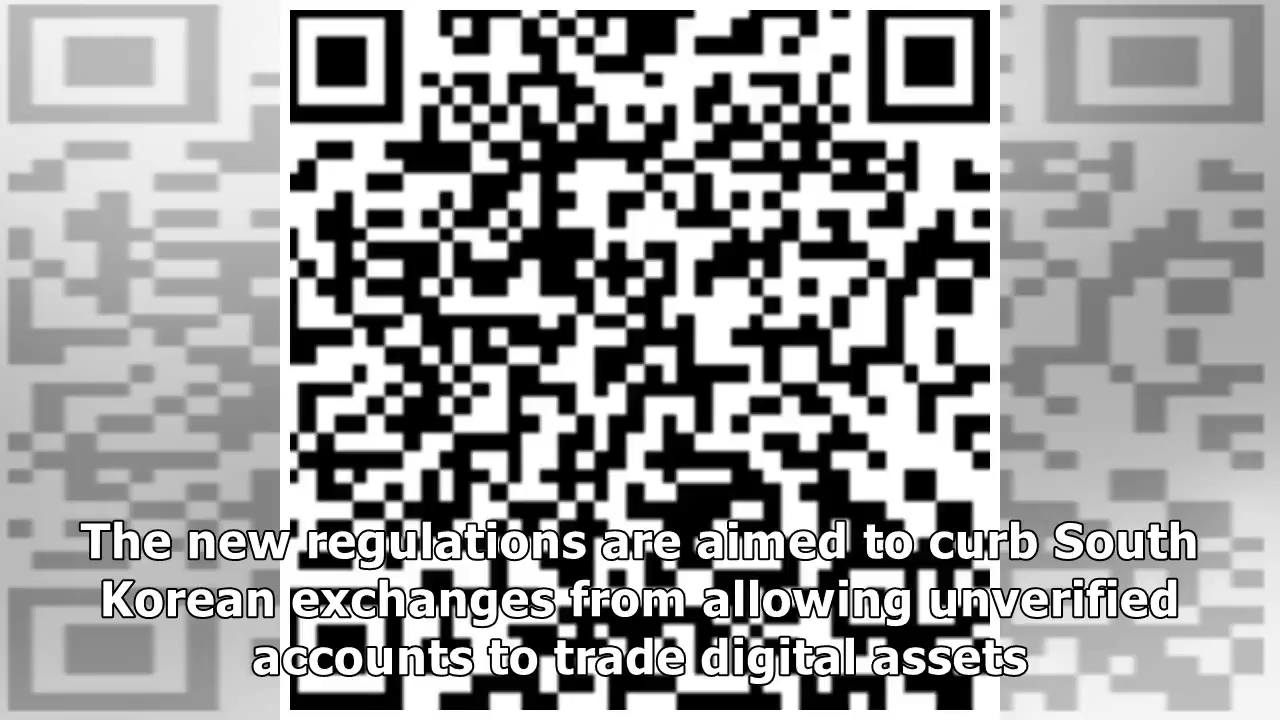 The new regulations are aimed to curb South
Korean exchanges from allowing unverified
accounts to trade digital assets